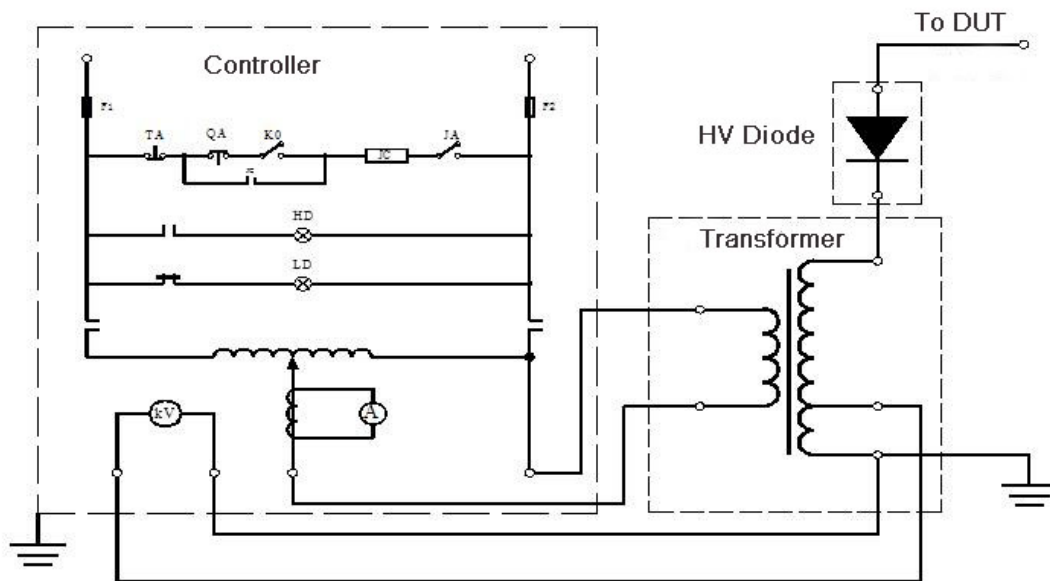 To DUT
Controller
F1
F2
TA
QA
K0
JA
JC
HV Diode
HD
Transformer
LD
kV
A